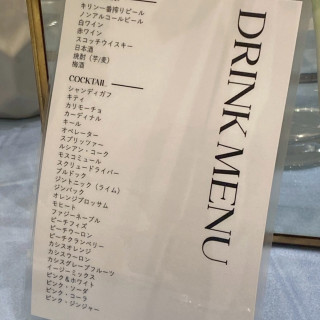 キリン一番搾りビール
ノンアルコールビール
白ワイン
赤ワイン
スコッチウイスキー
日本酒
焼酎（芋/麦）
梅酒
COCKTAIL
シャンディガフ
キティ
カリモーチョ
カーディナル
キール
オペレーター
スプリッツァー
ルシアン・コーク
モスコミュール
スクリュードライバー
ブルドック
ジントニック（ライム）
ジンバック
オレンジブロッサム
モヒート
ファジーネーブル
ピーチフィズ
ピーチウーロン
ピーチクランベリー
カシスオレンジ
カシスウーロン
カシスグレープフルーツ
イージーミックス
ピンク&ホワイト
ピンク・ソーダ
ピンク・コーラ
ピンク・ジンジャー
DRINK MENU